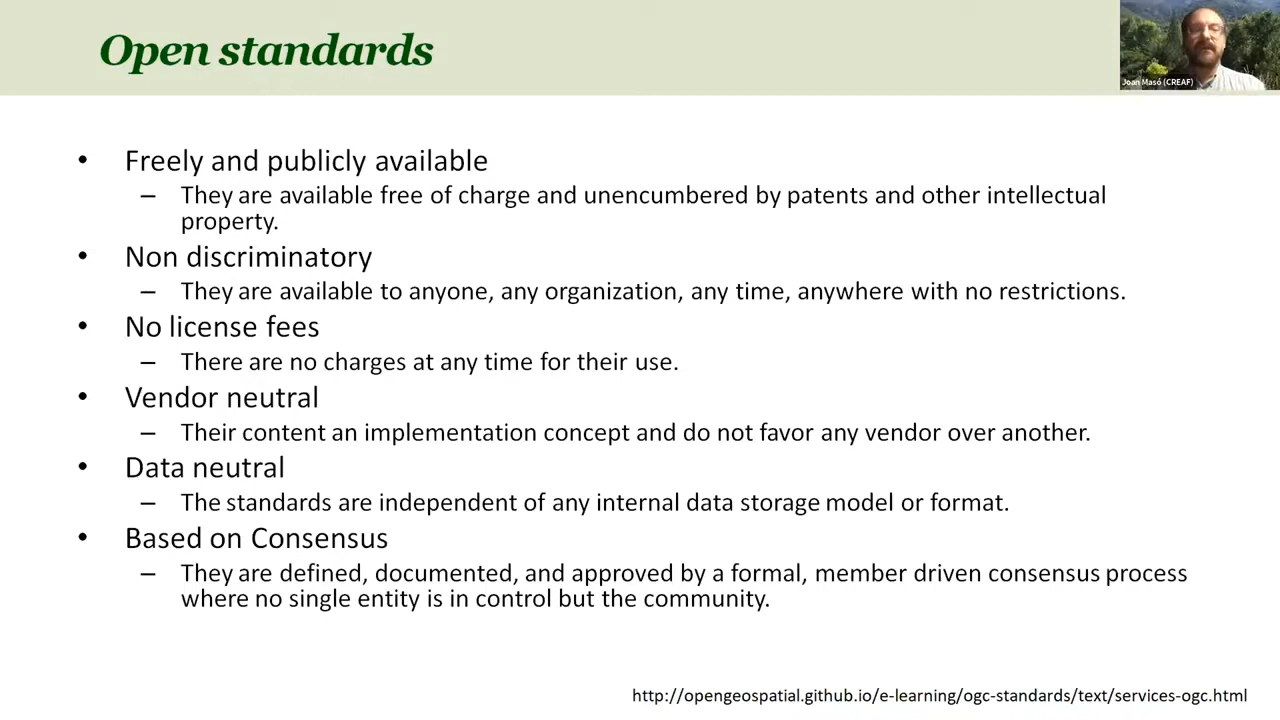 Open standards
Joan Masó (CREAF)
• Freely and publicly available
– They are available free of charge and unencumbered by patents and other intellectual
property.
• Non discriminatory
– They are available to anyone, any organization, any time, anywhere with no restrictions.
• No license fees
– There are no charges at any time for their use.
• Vendor neutral
– Their content an implementation concept and do not favor any vendor over another.
• Data neutral
– The standards are independent of any internal data storage model or format.
• Based on Consensus
– They are defined, documented, and approved by a formal, member driven consensus process
where no single entity is in control but the community.
http://opengeospatial.github.io/e-learning/ogc-standards/text/services-ogc.html